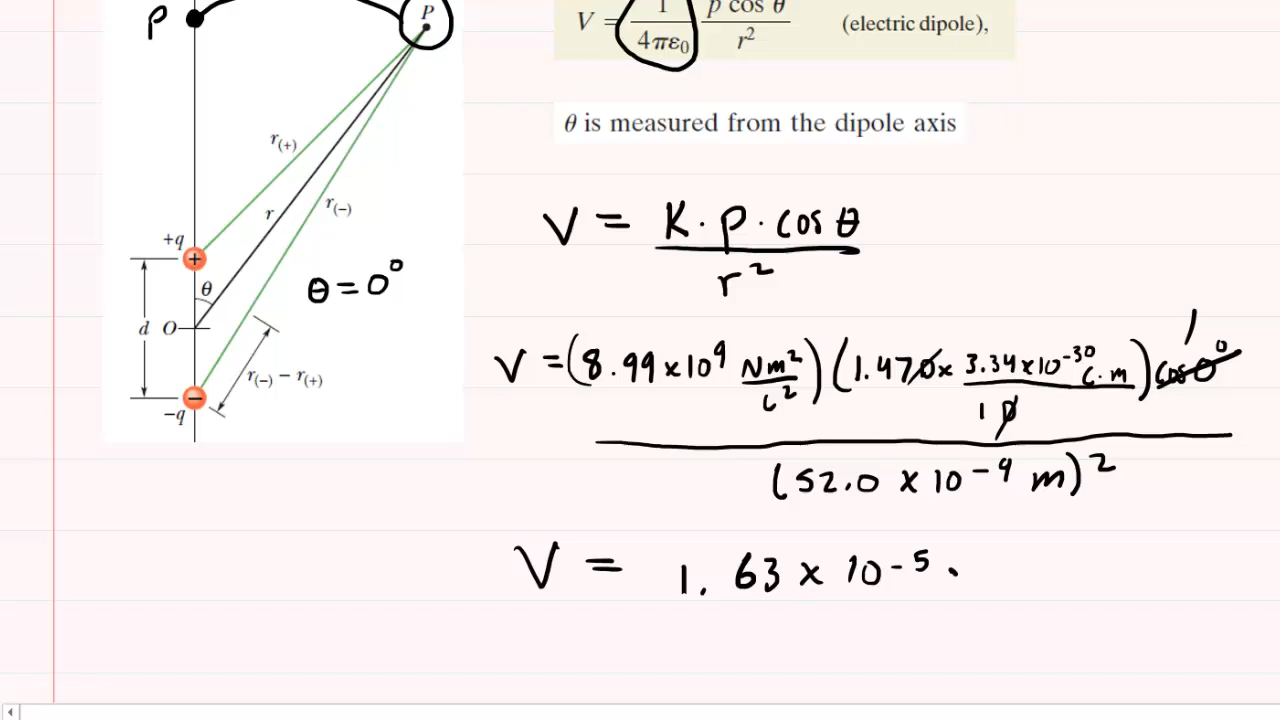 P
P
V = 1 / 4πε₀ p cos θ / r² (electric dipole),
θ is measured from the dipole axis
r(+)
r(−)
r
+q
+
θ
θ = 0°
d
O
r(−) − r(+)
−
−q
V = K · p · cos θ / r²
V = (8.99 x 10⁹ Nm²/C²) (1.470 x 3.34 x 10⁻³⁰ C·m / 1 D) cos 0° 1
(52.0 x 10⁻⁹ m)²
V = 1.63 x 10⁻⁵ .